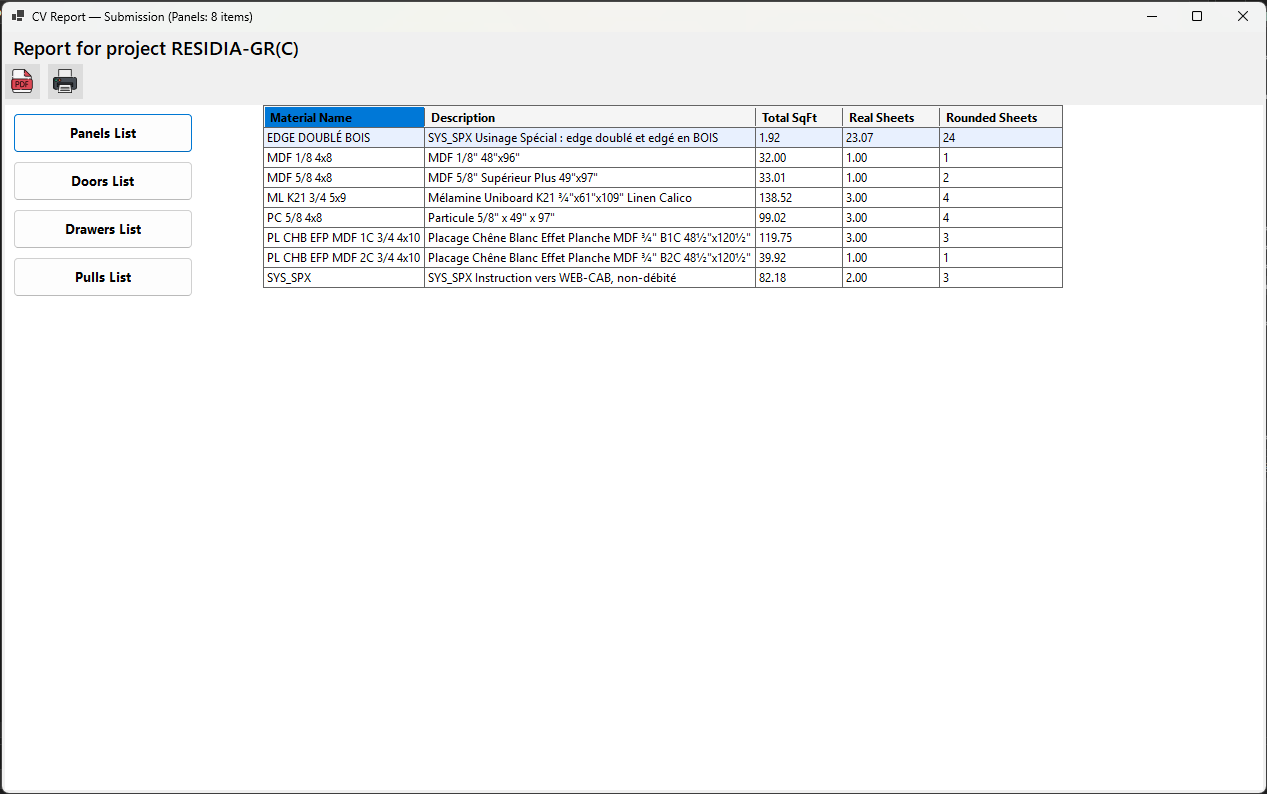 CV Report — Submission (Panels: 8 items)
Report for project RESIDIA-GR(C)
PDF
Panels List
Doors List
Drawers List
Pulls List
Material Name Description Total SqFt Real Sheets Rounded Sheets
EDGE DOUBLÉ BOIS SYS_SPX Usinage Spécial : edge doublé et edgé en BOIS 1.92 23.07 24
MDF 1/8 4x8 MDF 1/8" 48"x96" 32.00 1.00 1
MDF 5/8 4x8 MDF 5/8" Supérieur Plus 49"x97" 33.01 1.00 2
ML K21 3/4 5x9 Mélamine Uniboard K21 ¾"x61"x109" Linen Calico 138.52 3.00 4
PC 5/8 4x8 Particule 5/8" x 49" x 97" 99.02 3.00 4
PL CHB EFP MDF 1C 3/4 4x10 Placage Chêne Blanc Effet Planche MDF ¾" B1C 48½"x120½" 119.75 3.00 3
PL CHB EFP MDF 2C 3/4 4x10 Placage Chêne Blanc Effet Planche MDF ¾" B2C 48½"x120½" 39.92 1.00 1
SYS_SPX SYS_SPX Instruction vers WEB-CAB, non-débité 82.18 2.00 3